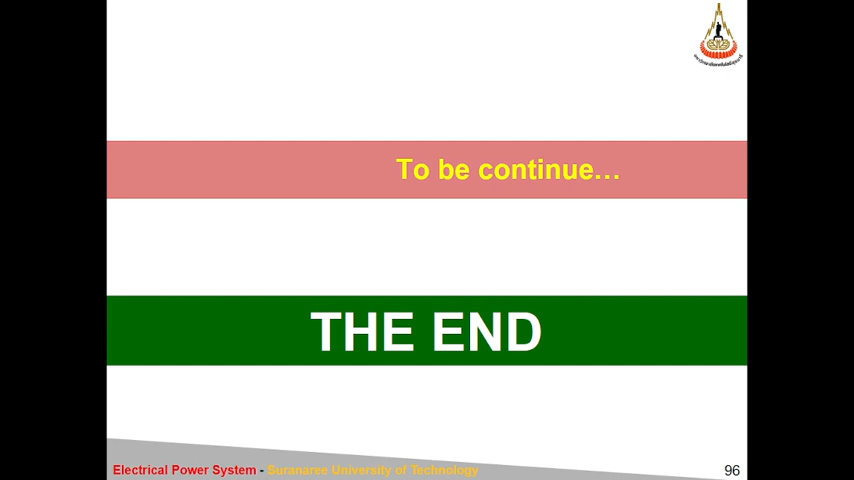 To be continue...
THE END
Electrical Power System - Suranaree University of Technology
96